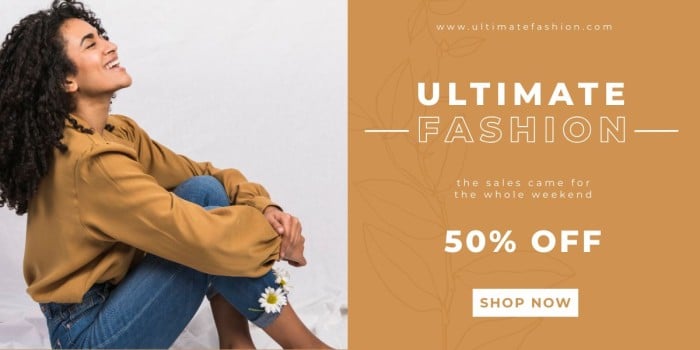 www.ultimatefashion.com
ULTIMATE
FASHION
the sales came for
the whole weekend
50% OFF
SHOP NOW